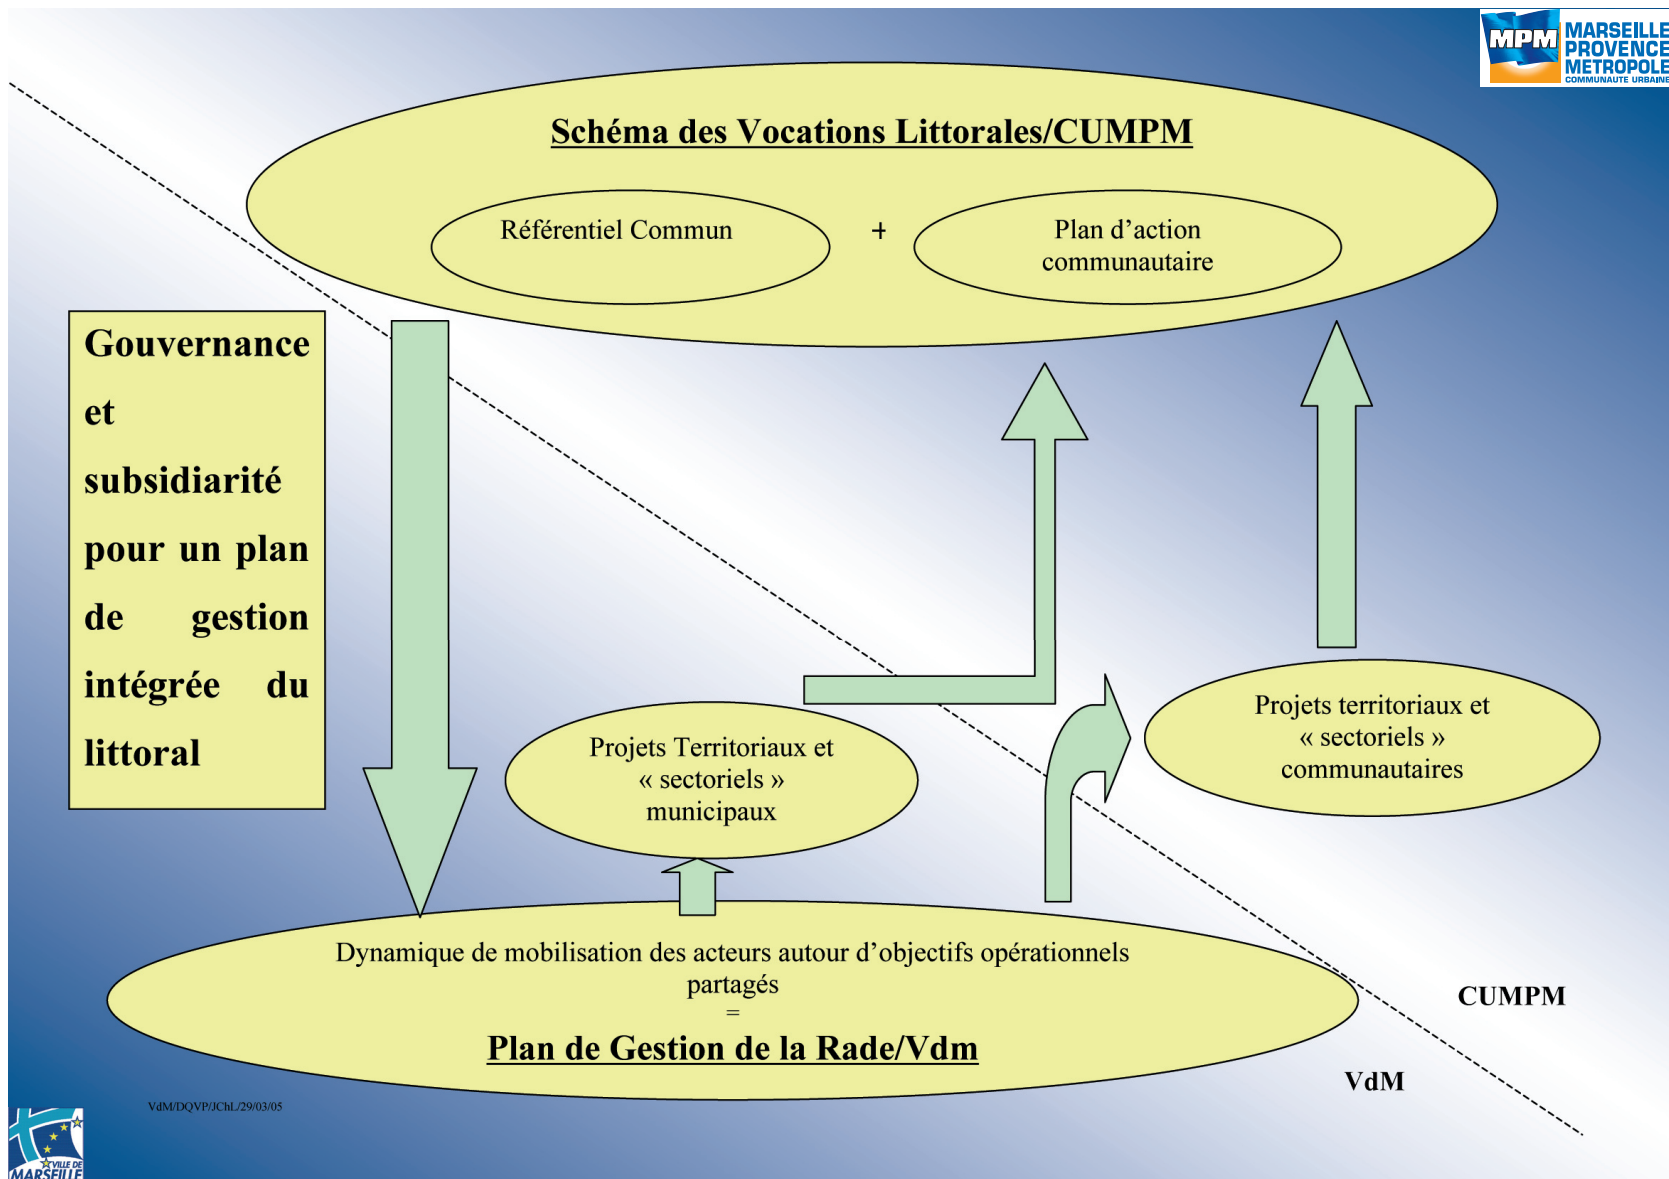 MPM
MARSEILLE
PROVENCE
METROPOLE
COMMUNAUTE URBAINE
Schéma des Vocations Littorales/CUMPM
Référentiel Commun
+
Plan d’action
communautaire
Gouvernance
et
subsidiarité
pour un plan
de gestion
intégrée du
littoral
Projets Territoriaux et
« sectoriels »
municipaux
Projets territoriaux et
« sectoriels »
communautaires
Dynamique de mobilisation des acteurs autour d’objectifs opérationnels
partagés
=
Plan de Gestion de la Rade/Vdm
CUMPM
VdM
VdM/DQVP/JChL/29/03/05
VILLE DE
MARSEILLE